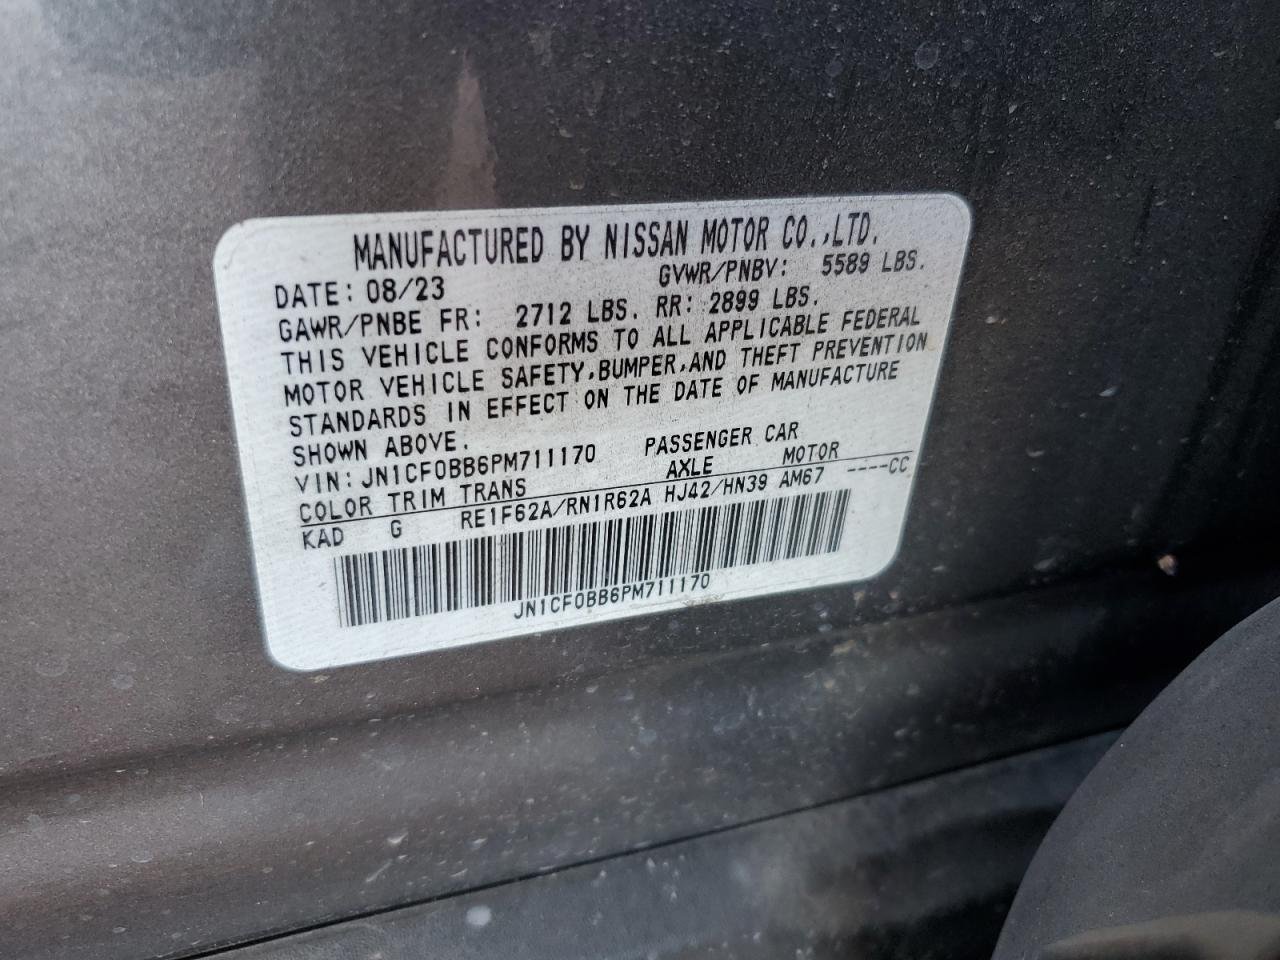 MANUFACTURED BY NISSAN MOTOR CO.,LTD.
DATE: 08/23 GVWR/PNBV: 5589 LBS.
GAWR/PNBE FR: 2712 LBS. RR: 2899 LBS.
THIS VEHICLE CONFORMS TO ALL APPLICABLE FEDERAL
MOTOR VEHICLE SAFETY,BUMPER,AND THEFT PREVENTION
STANDARDS IN EFFECT ON THE DATE OF MANUFACTURE
SHOWN ABOVE.
VIN: JN1CF0BB6PM711170 PASSENGER CAR
COLOR TRIM TRANS AXLE MOTOR
KAD G RE1F62A/RN1R62A HJ42/HN39 AM67 ----CC
JN1CF0BB6PM711170